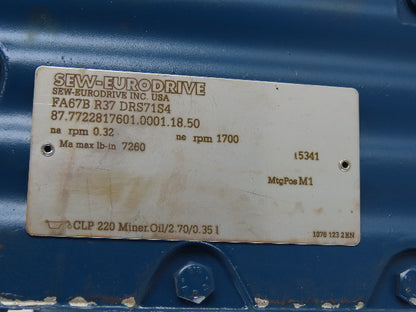 SEW-EURODRIVE
SEW-EURODRIVE INC. USA
FA67B R37 DRS71S4
87.7722817601.0001.18.50
na rpm 0.32 ne rpm 1700
Ma max lb-in 7260 i 5341
MtgPos M1
CLP 220 Miner.Oil/2.70/0.35 l
1076 123 2 EN